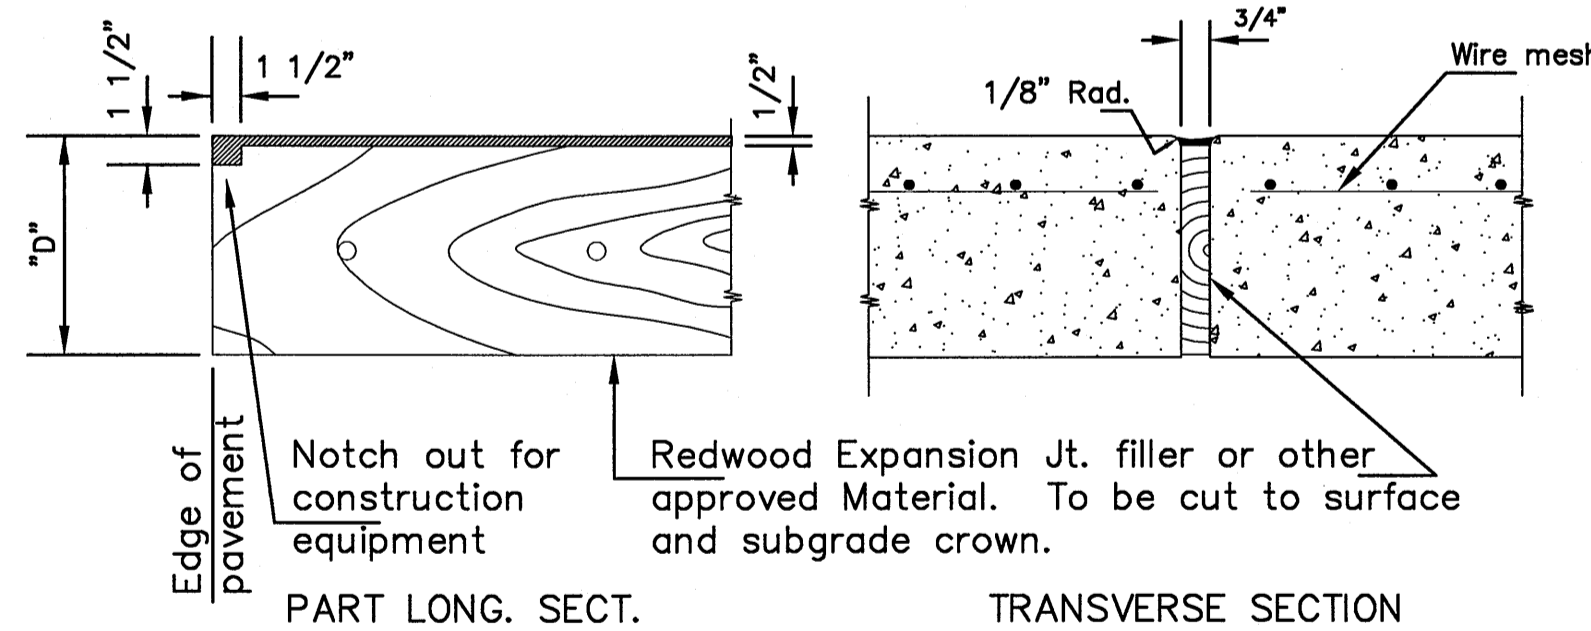 1 1/2”
1 1/2”
1/2”
3/4”
1/8” Rad.
Wire mesh
”D”
Edge of
pavement
Notch out for
construction
equipment
Redwood Expansion Jt. filler or other
approved Material. To be cut to surface
and subgrade crown.
PART LONG. SECT.
TRANSVERSE SECTION